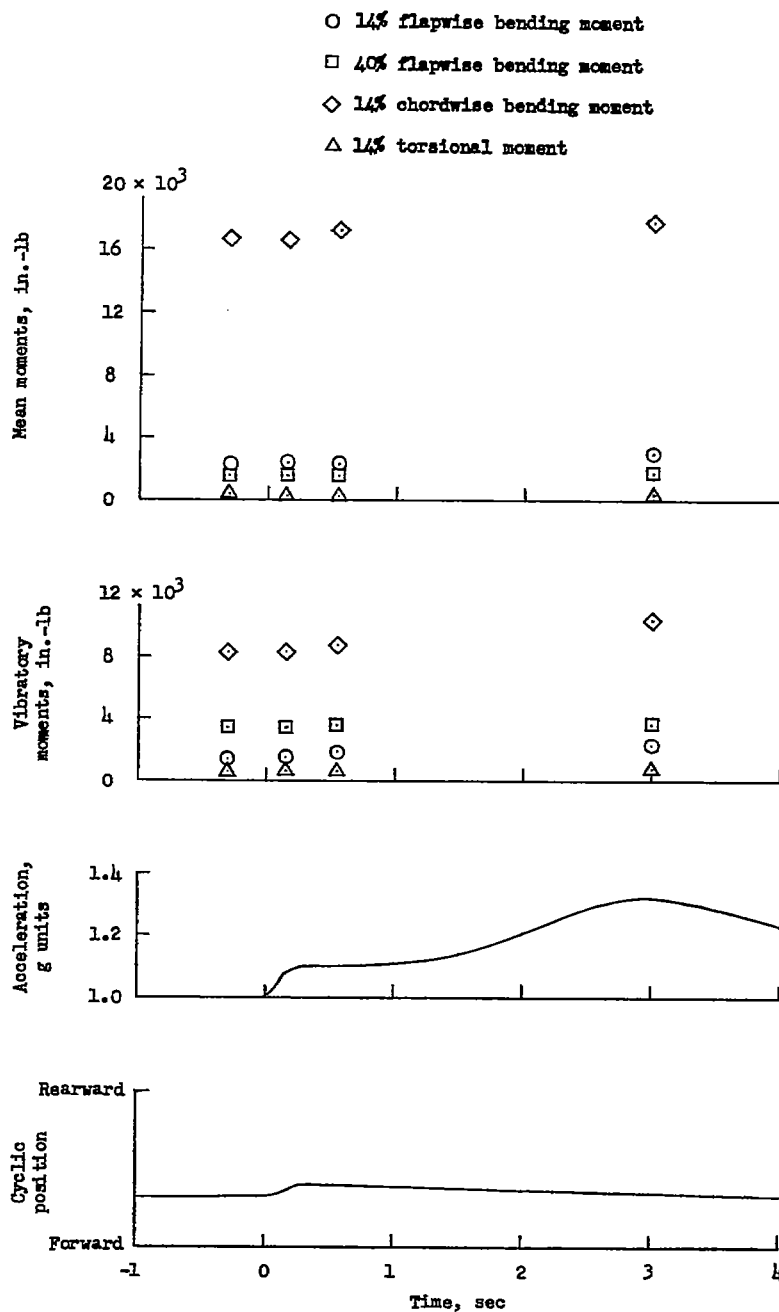 14% flapwise bending moment
40% flapwise bending moment
14% chordwise bending moment
14% torsional moment
20 × 10³
16
12
8
4
0
Mean moments, in.-lb
12 × 10³
8
4
0
Vibratory
moments, in.-lb
1.4
1.2
1.0
Acceleration,
g units
Rearward
Cyclic
position
Forward
-1 0 1 2 3 4
Time, sec